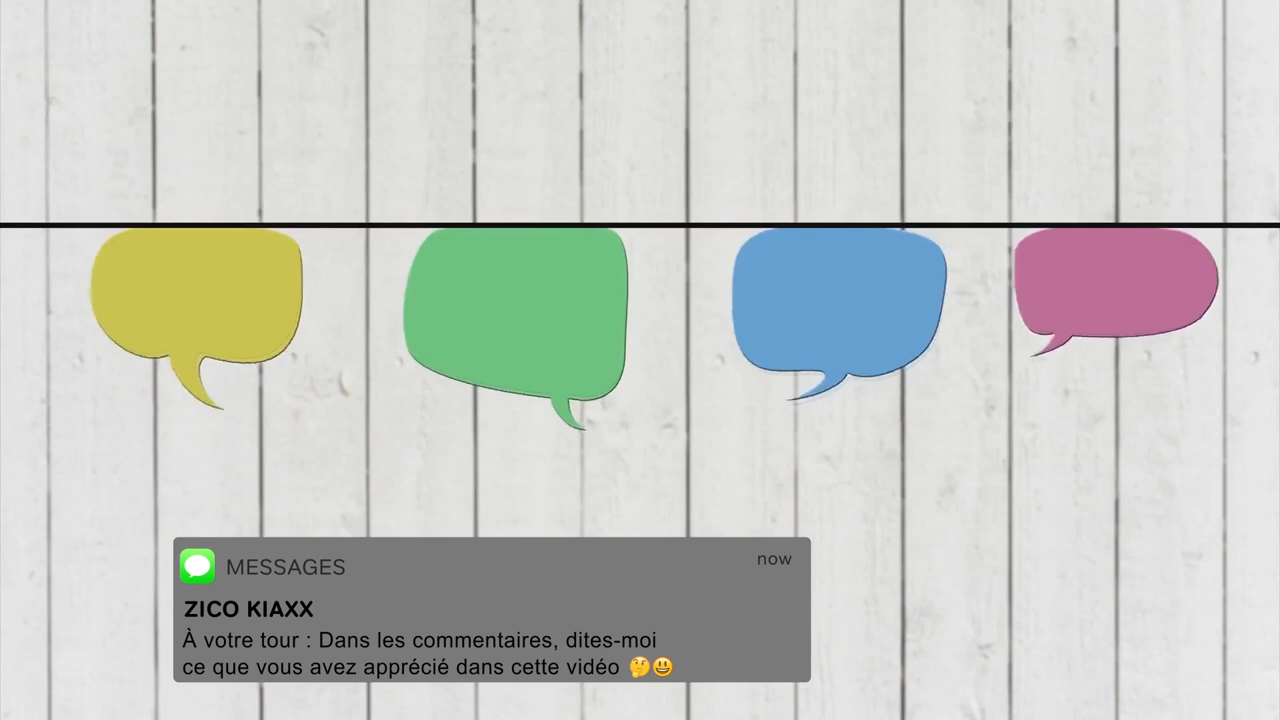 MESSAGES
now
ZICO KIAXX
À votre tour : Dans les commentaires, dites-moi
ce que vous avez apprécié dans cette vidéo 🤔😃